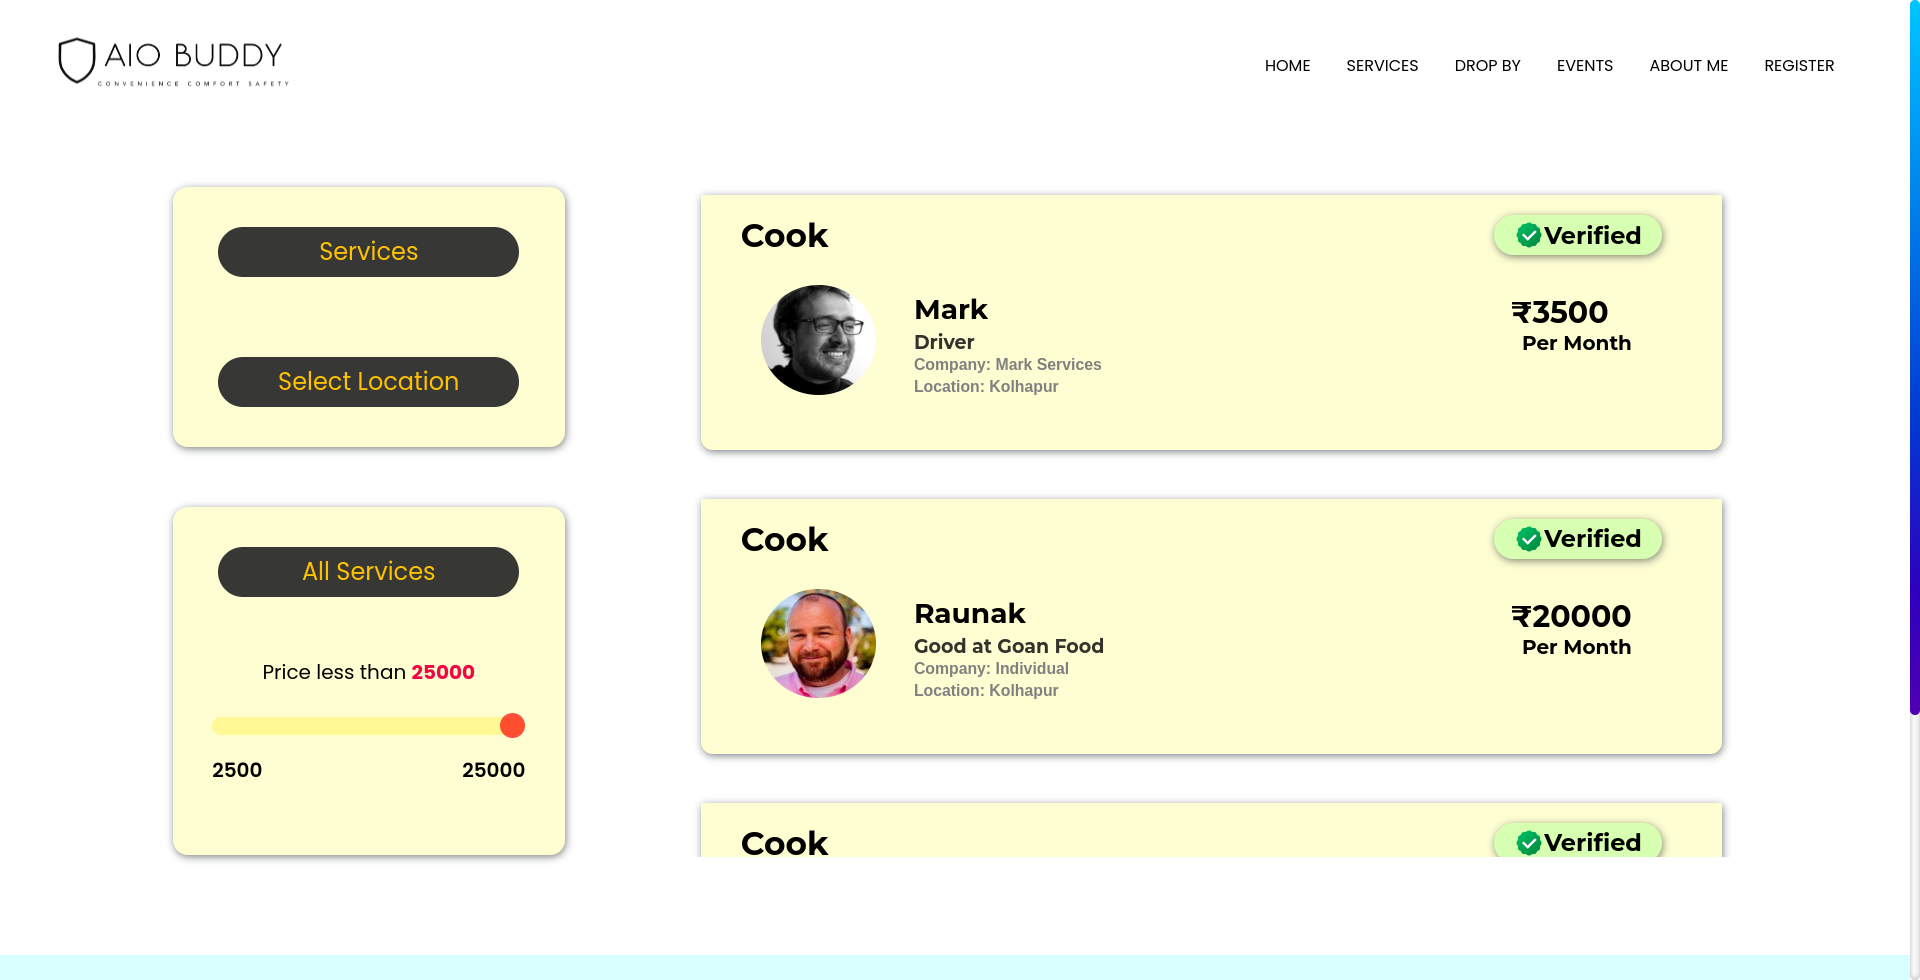 AIO BUDDY
CONVENIENCE COMFORT SAFETY
HOME SERVICES DROP BY EVENTS ABOUT ME REGISTER
Services
Select Location
All Services
Price less than 25000
2500 25000
Cook
Verified
Mark
Driver
Company: Mark Services
Location: Kolhapur
₹3500
Per Month
Cook
Verified
Raunak
Good at Goan Food
Company: Individual
Location: Kolhapur
₹20000
Per Month
Cook
Verified